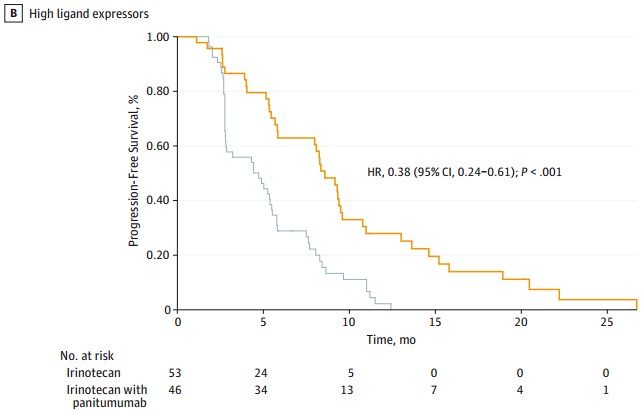 B High ligand expressors
1.00
0.80
0.60
0.40
0.20
0
Progression-Free Survival, %
HR, 0.38 (95% CI, 0.24–0.61); P < .001
0 5 10 15 20 25
Time, mo
No. at risk
Irinotecan 53 24 5 0 0 0
Irinotecan with 46 34 13 7 4 1
panitumumab